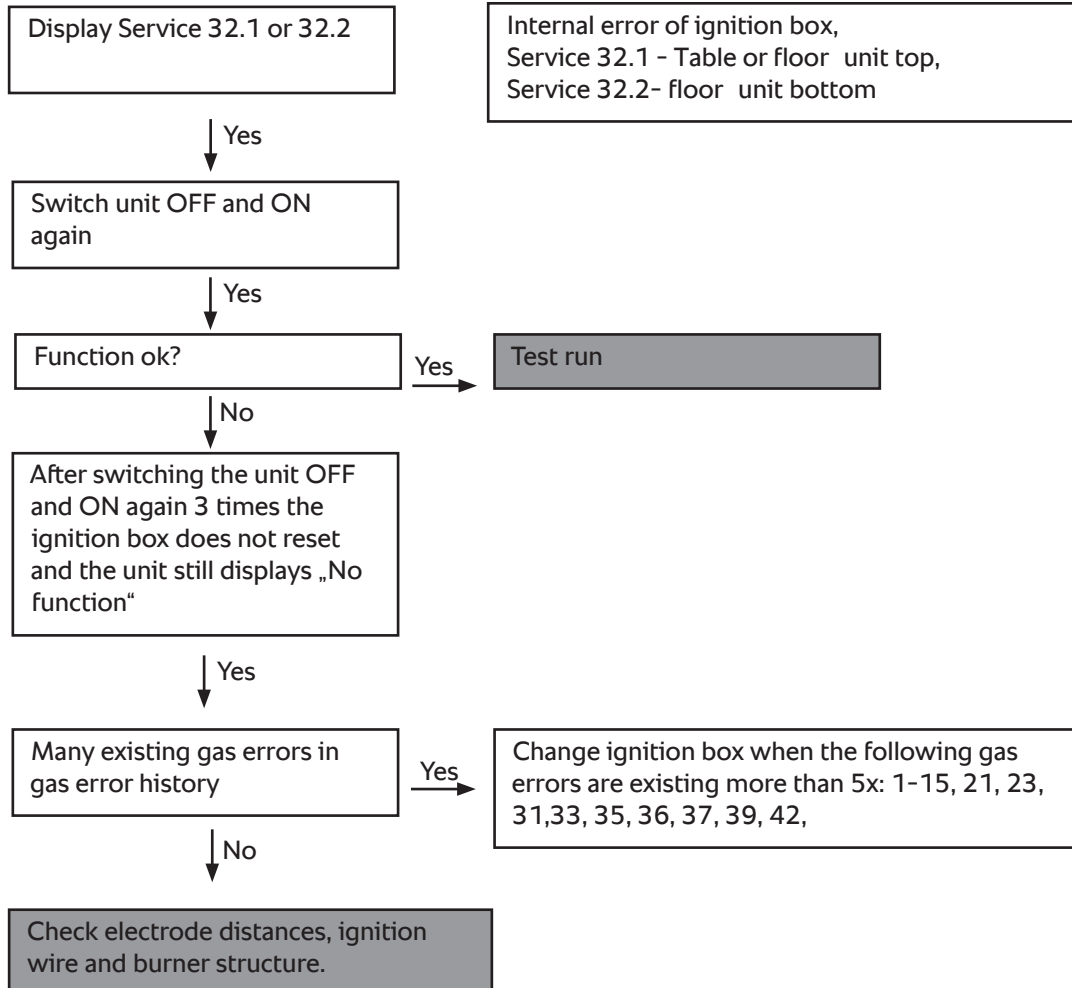 Display Service 32.1 or 32.2
Internal error of ignition box,
Service 32.1 - Table or floor unit top,
Service 32.2- floor unit bottom
Yes
Switch unit OFF and ON
again
Yes
Function ok?
Yes
Test run
No
After switching the unit OFF
and ON again 3 times the
ignition box does not reset
and the unit still displays „No
function“
Yes
Many existing gas errors in
gas error history
Yes
Change ignition box when the following gas
errors are existing more than 5x: 1-15, 21, 23,
31,33, 35, 36, 37, 39, 42,
No
Check electrode distances, ignition
wire and burner structure.